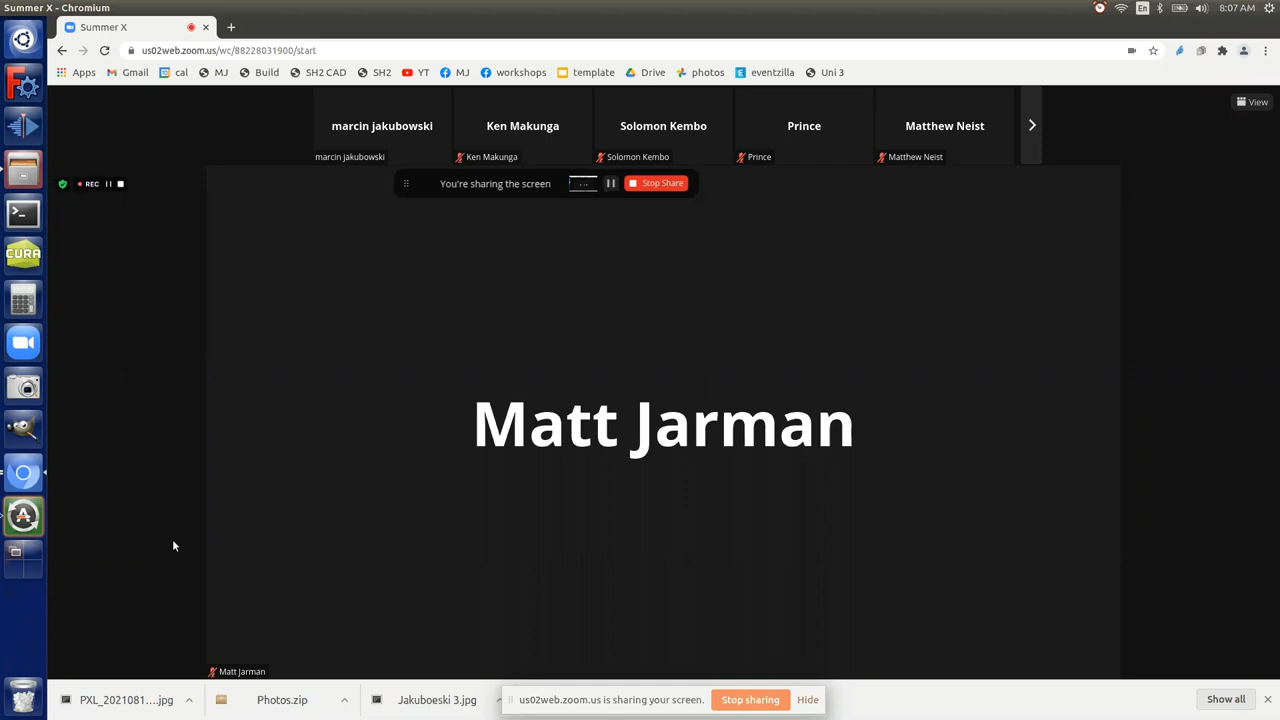 Summer X - Chromium
En
8:07 AM
Summer X
us02web.zoom.us/wc/88228031900/start
Apps
Gmail
cal
MJ
Build
SH2 CAD
SH2
YT
MJ
workshops
template
Drive
photos
eventzilla
Uni 3
marcin jakubowski
Ken Makunga
Solomon Kembo
Prince
Matthew Neist
View
marcin jakubowski
Ken Makunga
Solomon Kembo
Prince
Matthew Neist
REC
You're sharing the screen
Stop Share
CURA
Matt Jarman
Matt Jarman
PXL_2021081....jpg
Photos.zip
Jakuboeski 3.jpg
us02web.zoom.us is sharing your screen.
Stop sharing
Hide
Show all